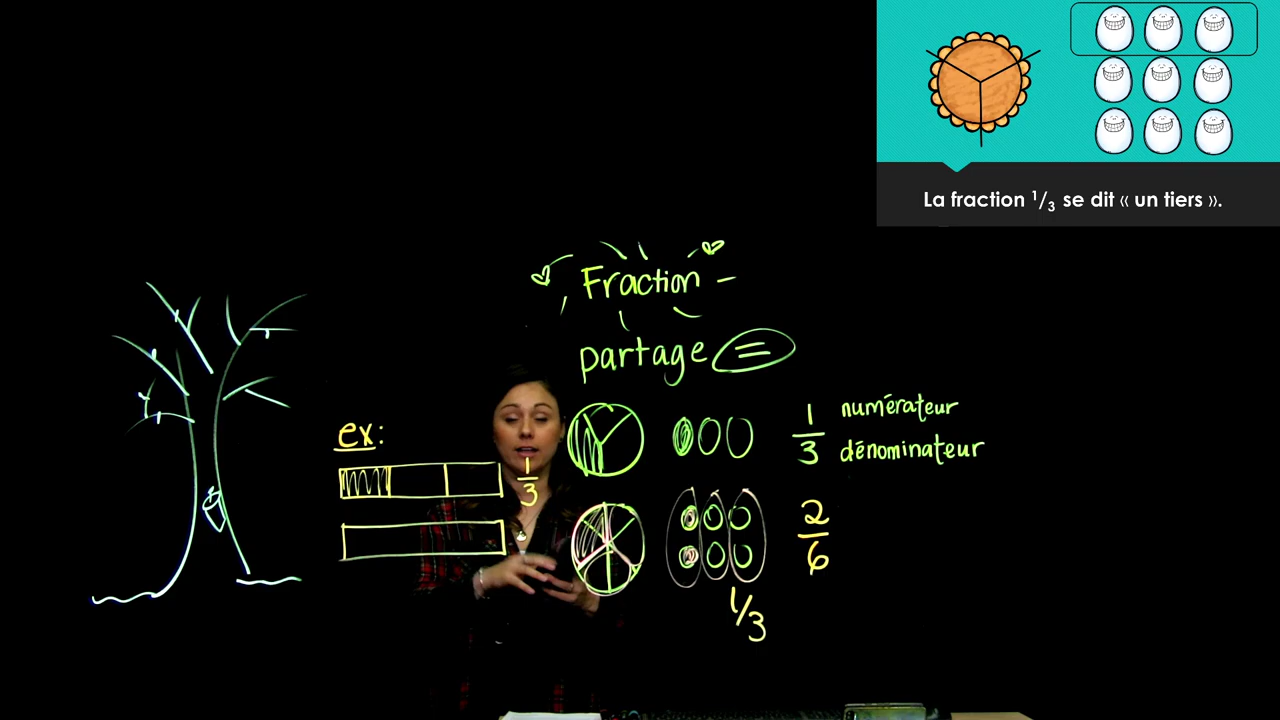 La fraction 1/3 se dit « un tiers ».
Fraction
partage =
ex:
1/3
1/3 numérateur
dénominateur
2/6
1/3